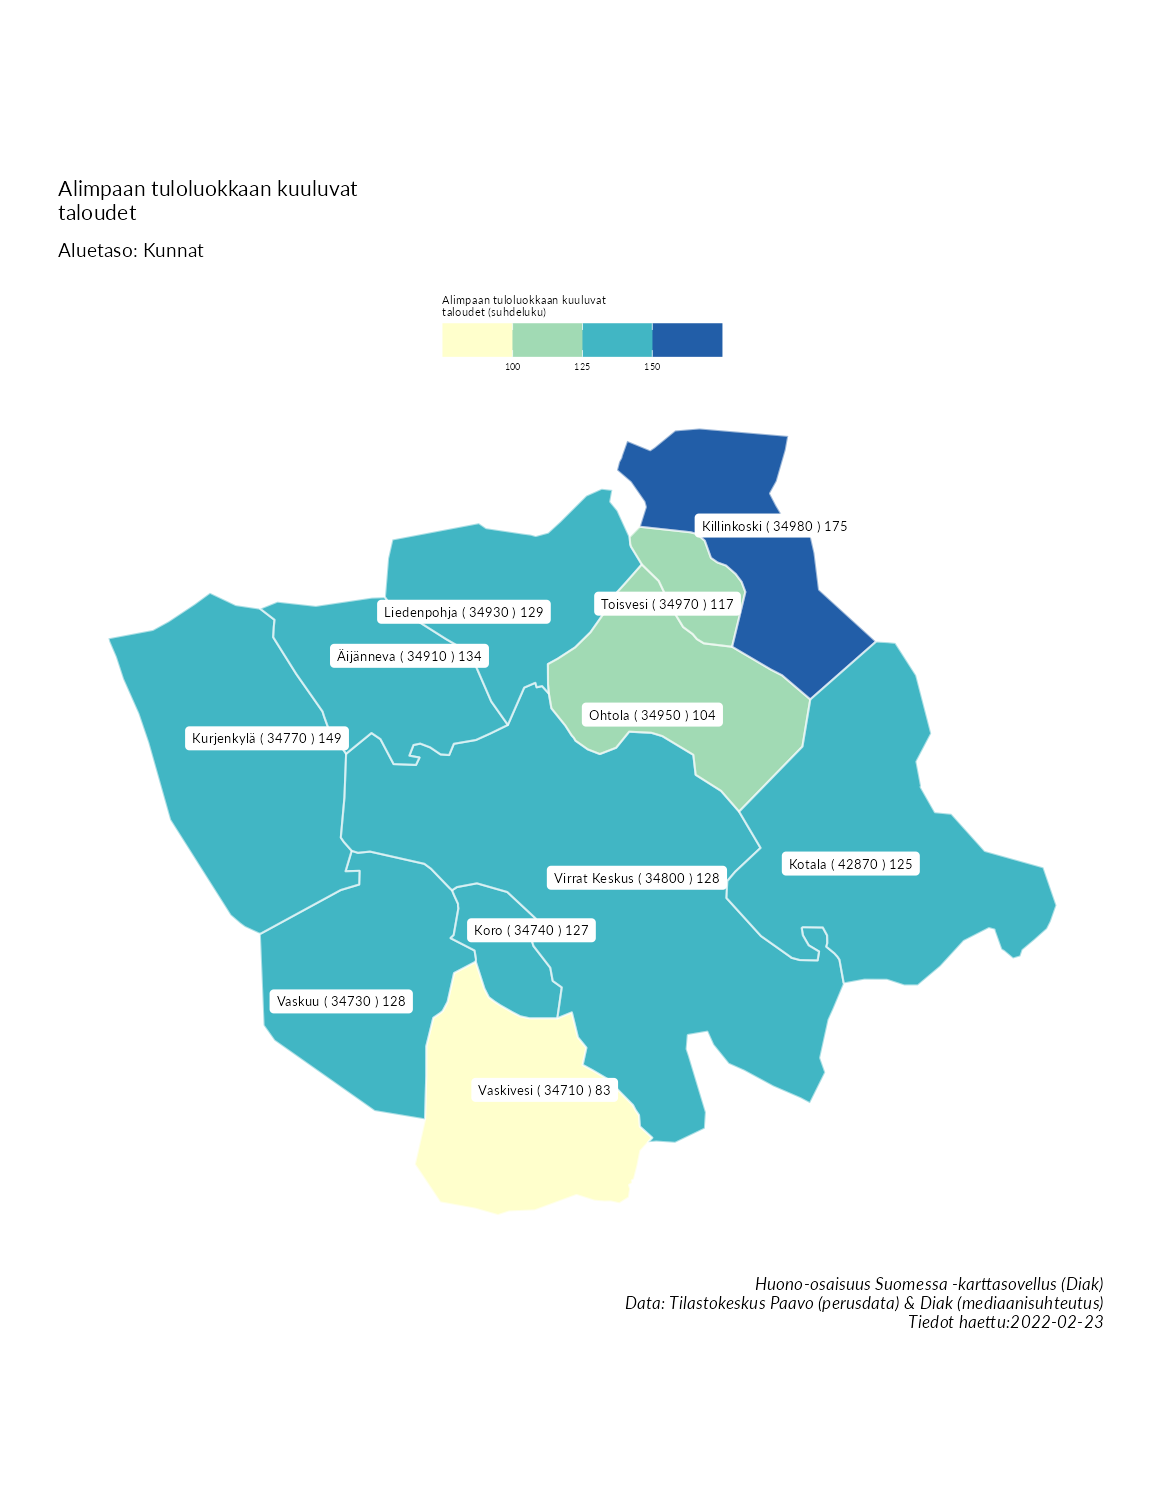 Alimpaan tuloluokkaan kuuluvat
taloudet
Aluetaso: Kunnat
Alimpaan tuloluokkaan kuuluvat
taloudet (suhdeluku)
100 125 150
Killinkoski ( 34980 ) 175
Toisvesi ( 34970 ) 117
Liedenpohja ( 34930 ) 129
Äijänneva ( 34910 ) 134
Ohtola ( 34950 ) 104
Kurjenkylä ( 34770 ) 149
Kotala ( 42870 ) 125
Virrat Keskus ( 34800 ) 128
Koro ( 34740 ) 127
Vaskuu ( 34730 ) 128
Vaskivesi ( 34710 ) 83
Huono-osaisuus Suomessa -karttasovellus (Diak)
Data: Tilastokeskus Paavo (perusdata) & Diak (mediaanisuhteutus)
Tiedot haettu:2022-02-23